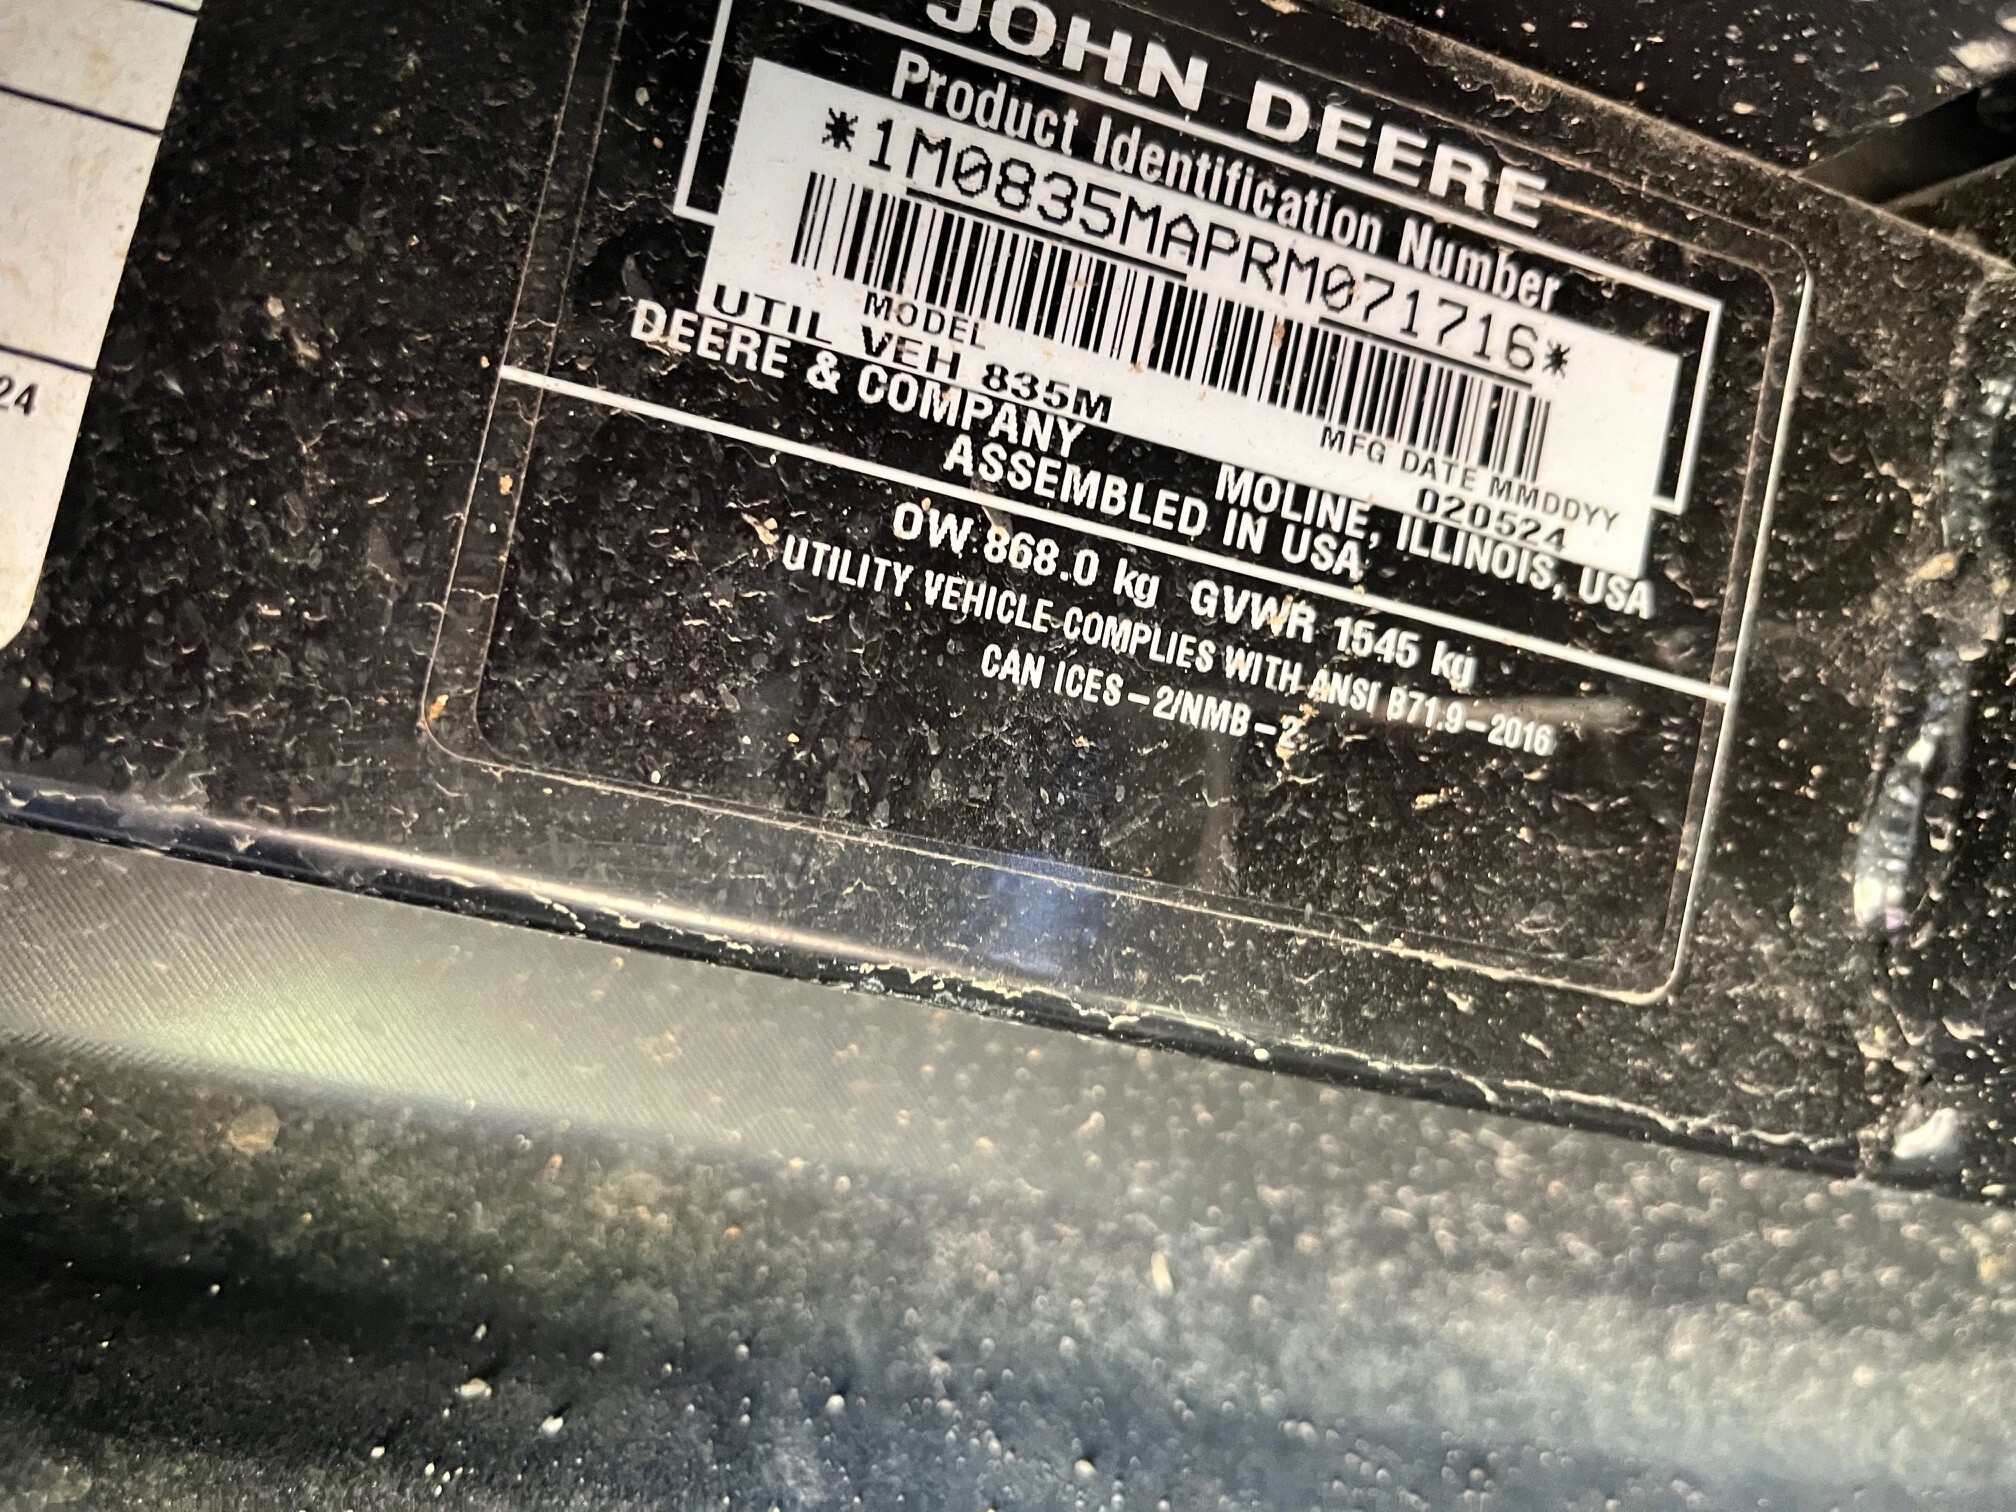 JOHN DEERE
Product Identification Number
*1M0835MAPRM071716*
MODEL
UTIL VEH 835M
MFG DATE MMDDYY
020524
DEERE & COMPANY MOLINE, ILLINOIS, USA
ASSEMBLED IN USA
OW 868.0 kg GVWR 1545 kg
UTILITY VEHICLE COMPLIES WITH ANSI B71.9-2016
CAN ICES-2/NMB-2
24